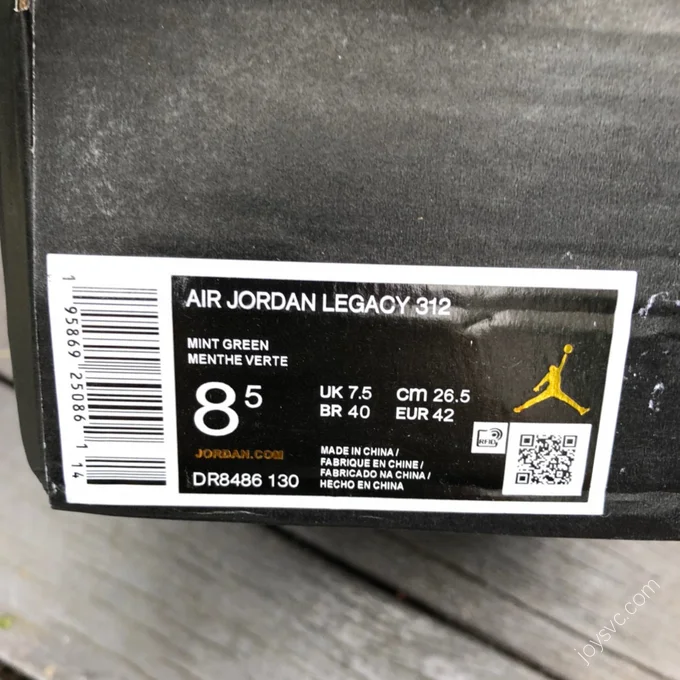 AIR JORDAN LEGACY 312
MINT GREEN
MENTHE VERTE
8 5
UK 7.5 cm 26.5
BR 40 EUR 42
JORDAN.COM
DR8486 130
MADE IN CHINA /
FABRIQUE EN CHINE /
FABRICADO NA CHINA /
HECHO EN CHINA
RFID
1 95869 25086 1 14
joysvc.com